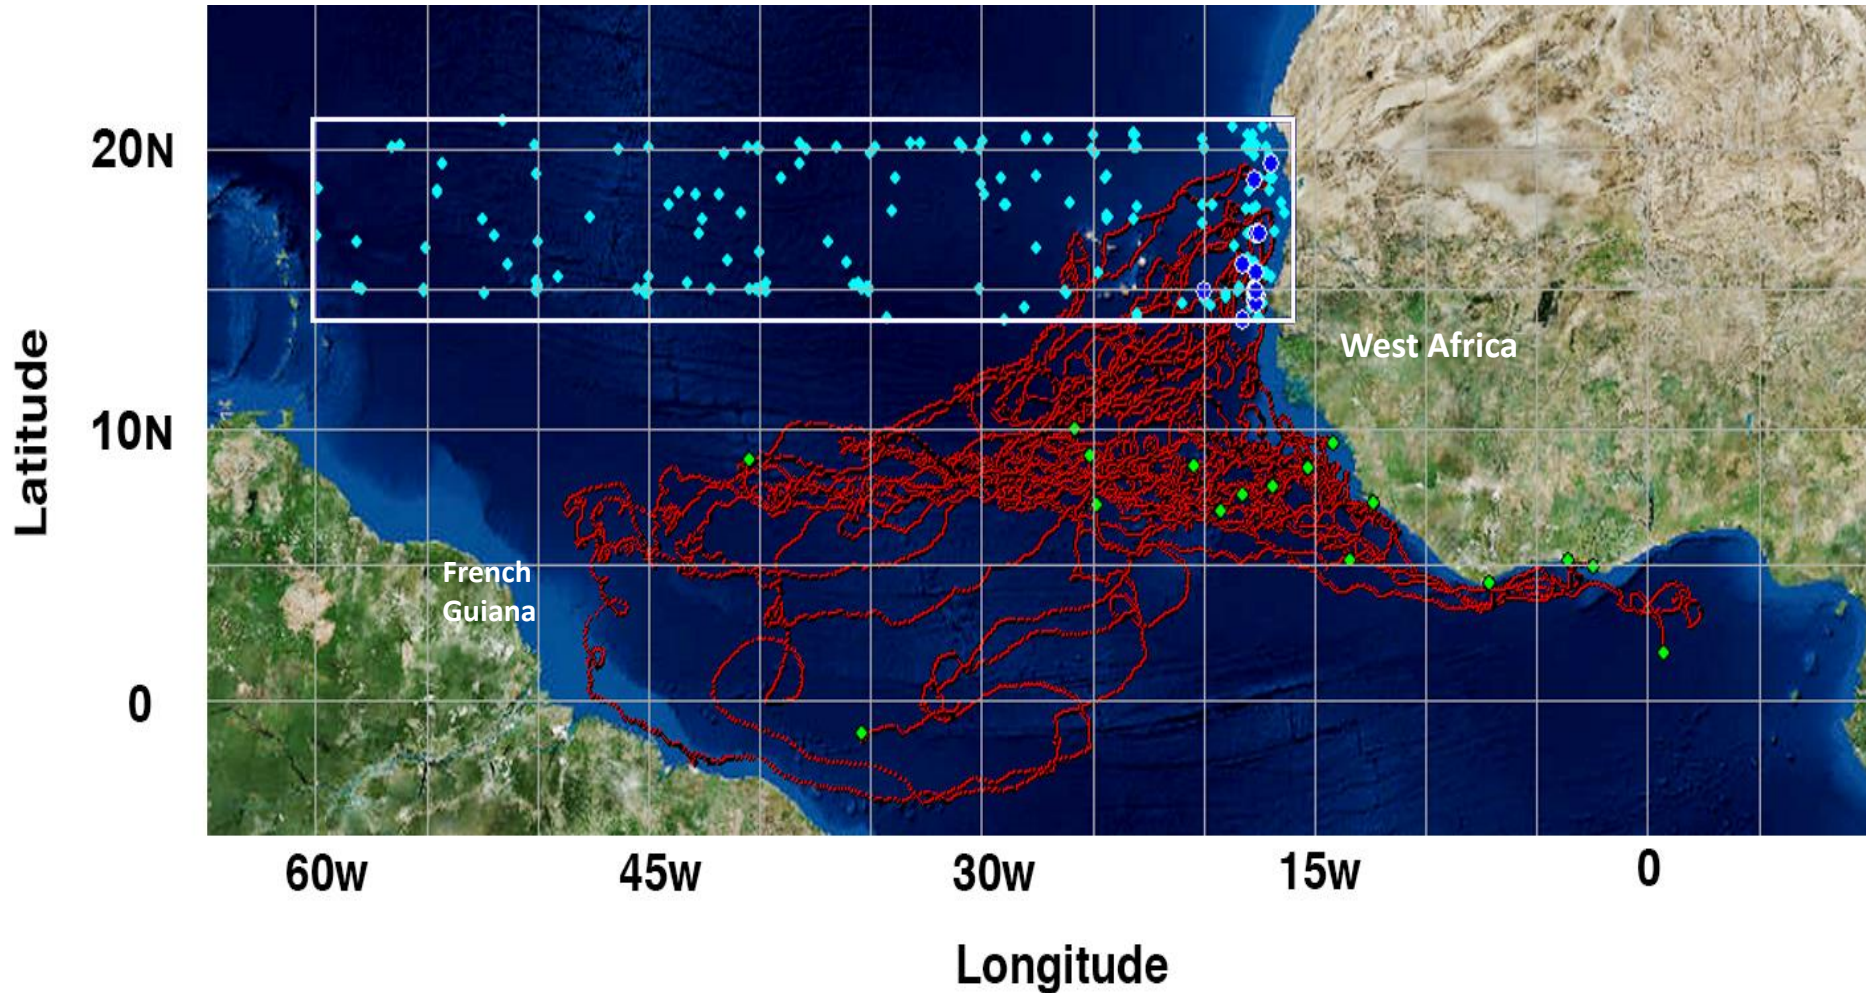 20N
10N
0
Latitude
West Africa
French
Guiana
60w
45w
30w
15w
0
Longitude